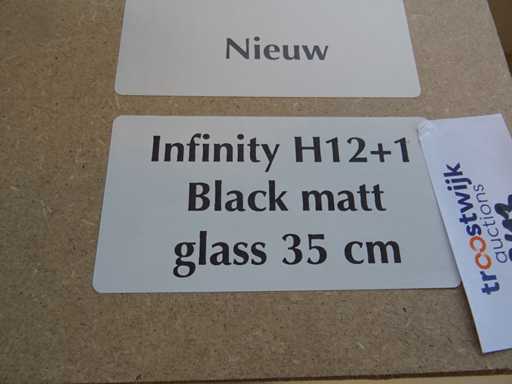 Nieuw
Infinity H12+1
Black matt
glass 35 cm
troostwijk
auctions